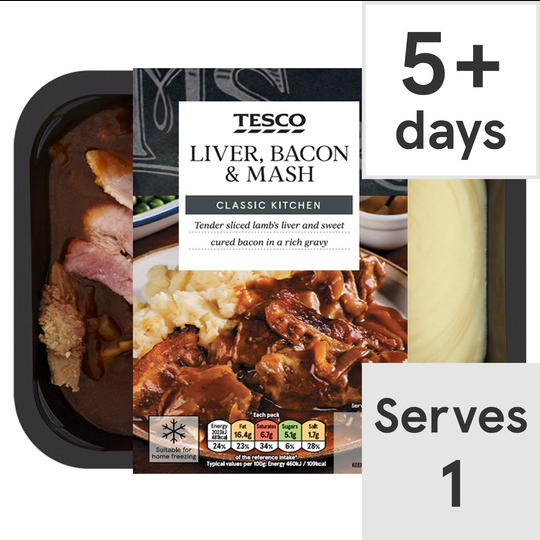 5+
days
TESCO
LIVER, BACON
& MASH
CLASSIC KITCHEN
Tender sliced lamb's liver and sweet
cured bacon in a rich gravy
Each pack
Energy Fat Saturates Sugars Salt
2023kJ
481kcal 16.4g 6.7g 5.1g 1.7g
24% 23% 34% 6% 28%
of the reference intake*
Typical values per 100g: Energy 460kJ / 109kcal
Suitable for
home freezing
Serves
1